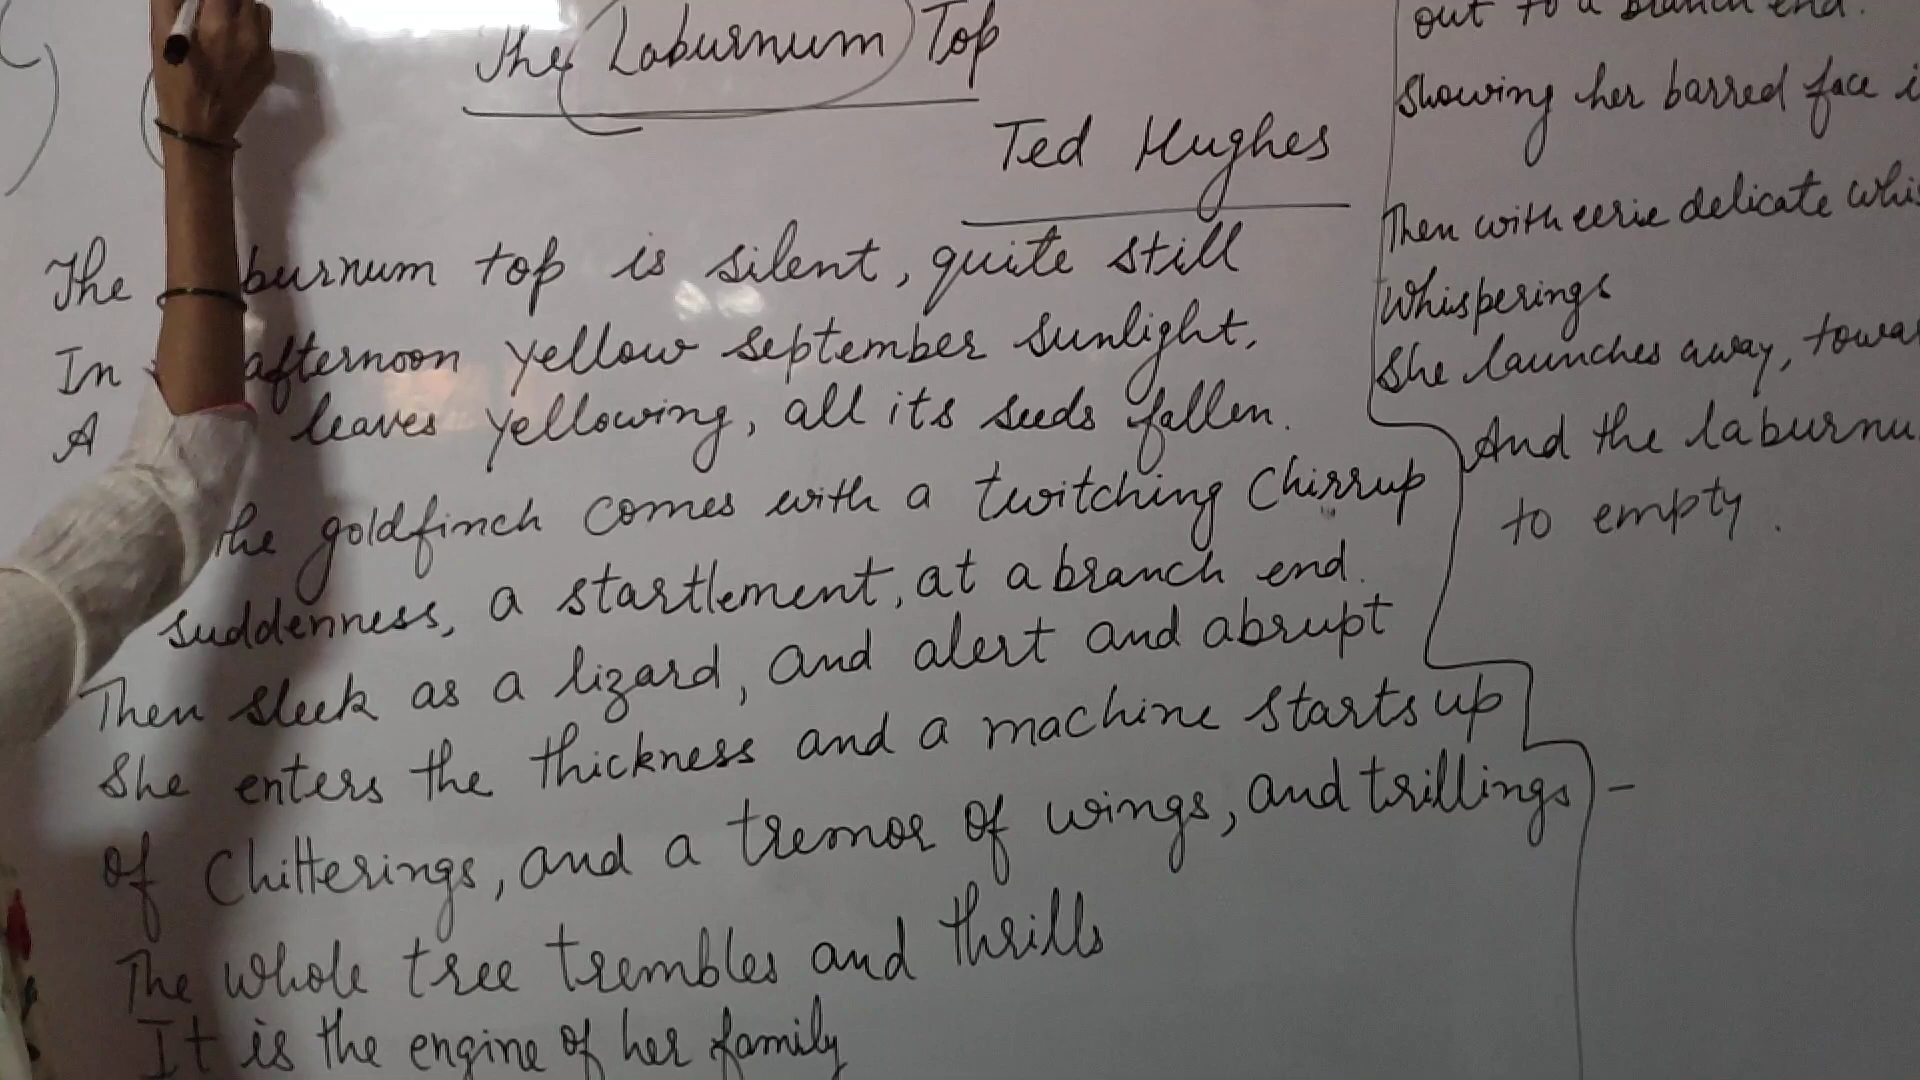 The Laburnum Top
Ted Hughes
The burnum top is silent, quite still
In afternoon yellow september sunlight,
A leaves yellowing, all its seeds fallen.
the goldfinch comes with a twitching Chirrup
suddenness, a startlement, at a branch end.
Then sleek as a lizard, and alert and abrupt
She enters the thickness and a machine starts up
of Chitterings, and a tremor of wings, and trillings -
The whole tree trembles and thrills
It is the engine of her family
out to a branch end.
showing her barred face
Then with eerie delicate
Whisperings
She launches away,
And the
to empty.